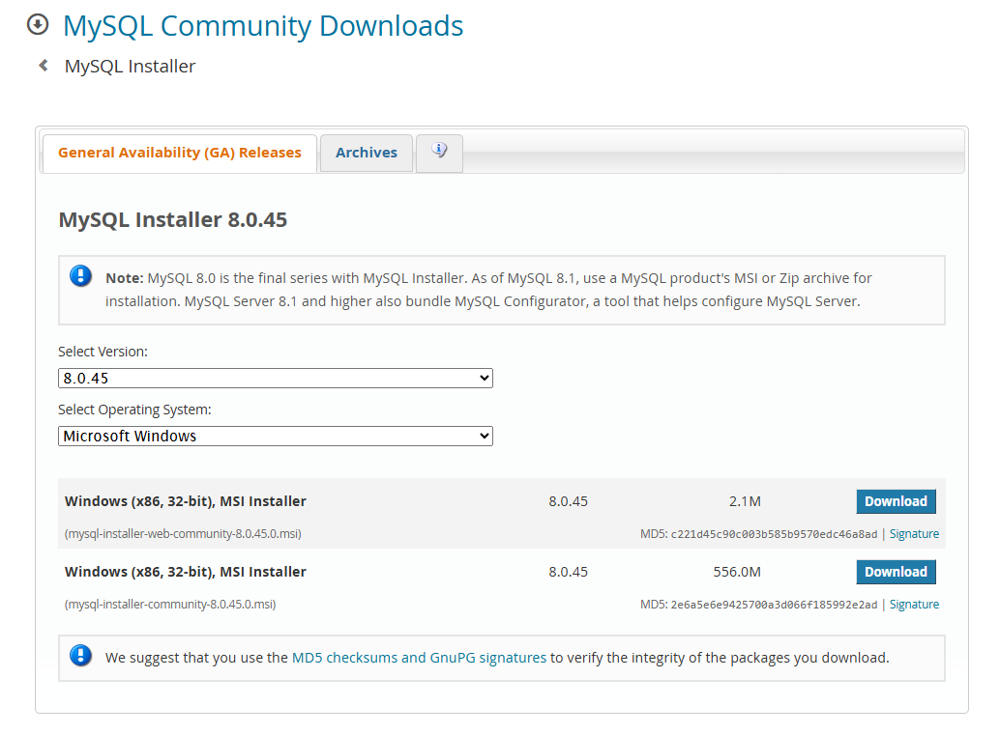 MySQL Community Downloads
MySQL Installer
General Availability (GA) Releases
Archives
MySQL Installer 8.0.45
Note: MySQL 8.0 is the final series with MySQL Installer. As of MySQL 8.1, use a MySQL product's MSI or Zip archive for
installation. MySQL Server 8.1 and higher also bundle MySQL Configurator, a tool that helps configure MySQL Server.
Select Version:
8.0.45
Select Operating System:
Microsoft Windows
Windows (x86, 32-bit), MSI Installer 8.0.45 2.1M Download
(mysql-installer-web-community-8.0.45.0.msi) MD5: c221d45c90c003b585b9570edc46a8ad | Signature
Windows (x86, 32-bit), MSI Installer 8.0.45 556.0M Download
(mysql-installer-community-8.0.45.0.msi) MD5: 2e6a5e6e9425700a3d066f185992e2ad | Signature
We suggest that you use the MD5 checksums and GnuPG signatures to verify the integrity of the packages you download.